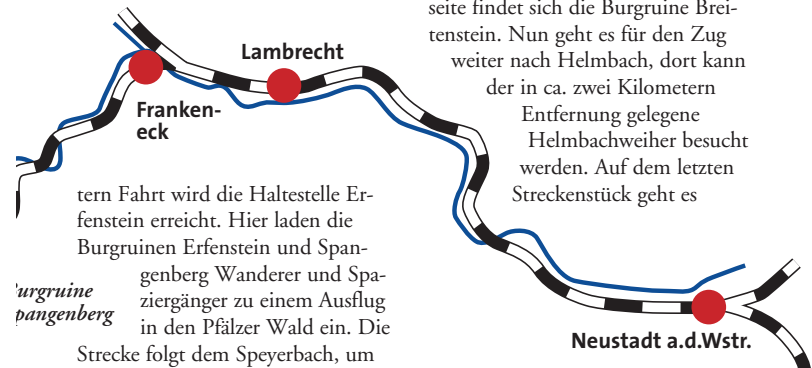 seite findet sich die Burgruine Brei-
tenstein. Nun geht es für den Zug
weiter nach Helmbach, dort kann
der in ca. zwei Kilometern
Entfernung gelegene
Helmbachweiher besucht
werden. Auf dem letzten
Streckenstück geht es
Lambrecht
Franken-
eck
tern Fahrt wird die Haltestelle Er-
fenstein erreicht. Hier laden die
Burgruinen Erfenstein und Span-
genberg Wanderer und Spa-
ziergänger zu einem Ausflug
in den Pfälzer Wald ein. Die
Strecke folgt dem Speyerbach, um
urgruine
pangenberg
Neustadt a.d.Wstr.